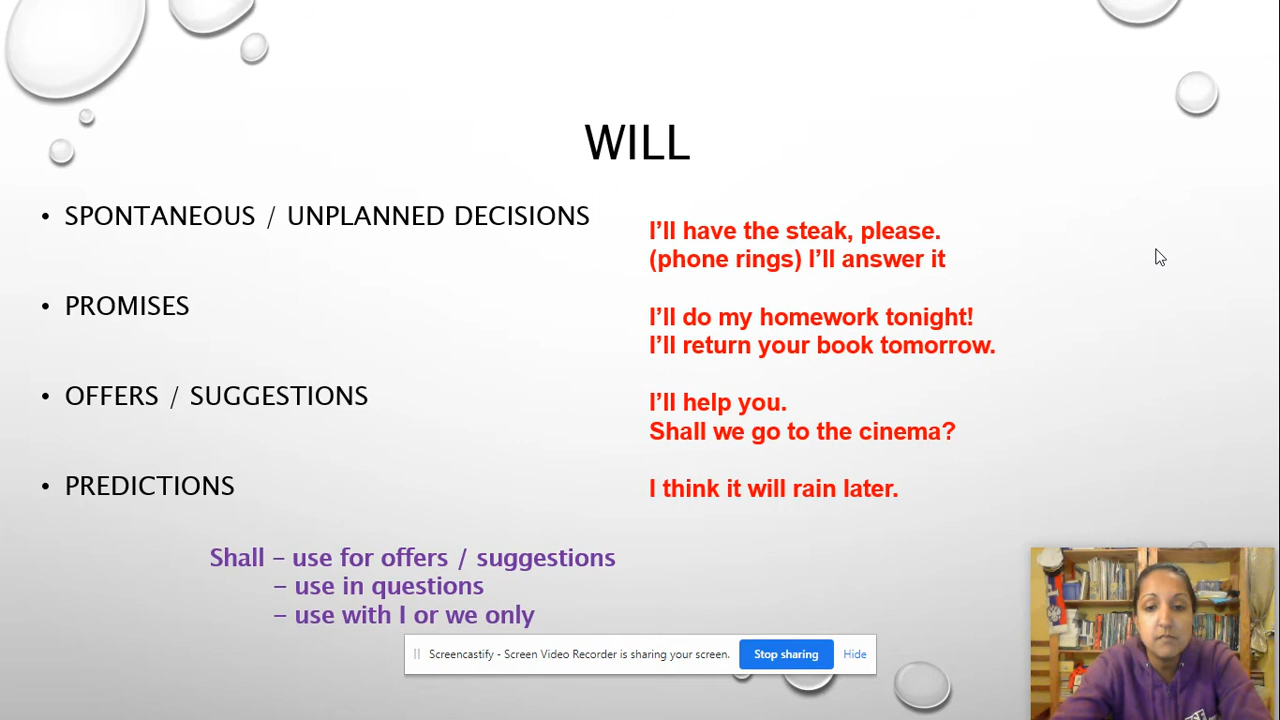 WILL
• SPONTANEOUS / UNPLANNED DECISIONS
I'll have the steak, please.
(phone rings) I'll answer it
• PROMISES
I'll do my homework tonight!
I'll return your book tomorrow.
• OFFERS / SUGGESTIONS
I'll help you.
Shall we go to the cinema?
• PREDICTIONS
I think it will rain later.
Shall – use for offers / suggestions
– use in questions
– use with I or we only
Screencastify - Screen Video Recorder is sharing your screen.
Stop sharing
Hide